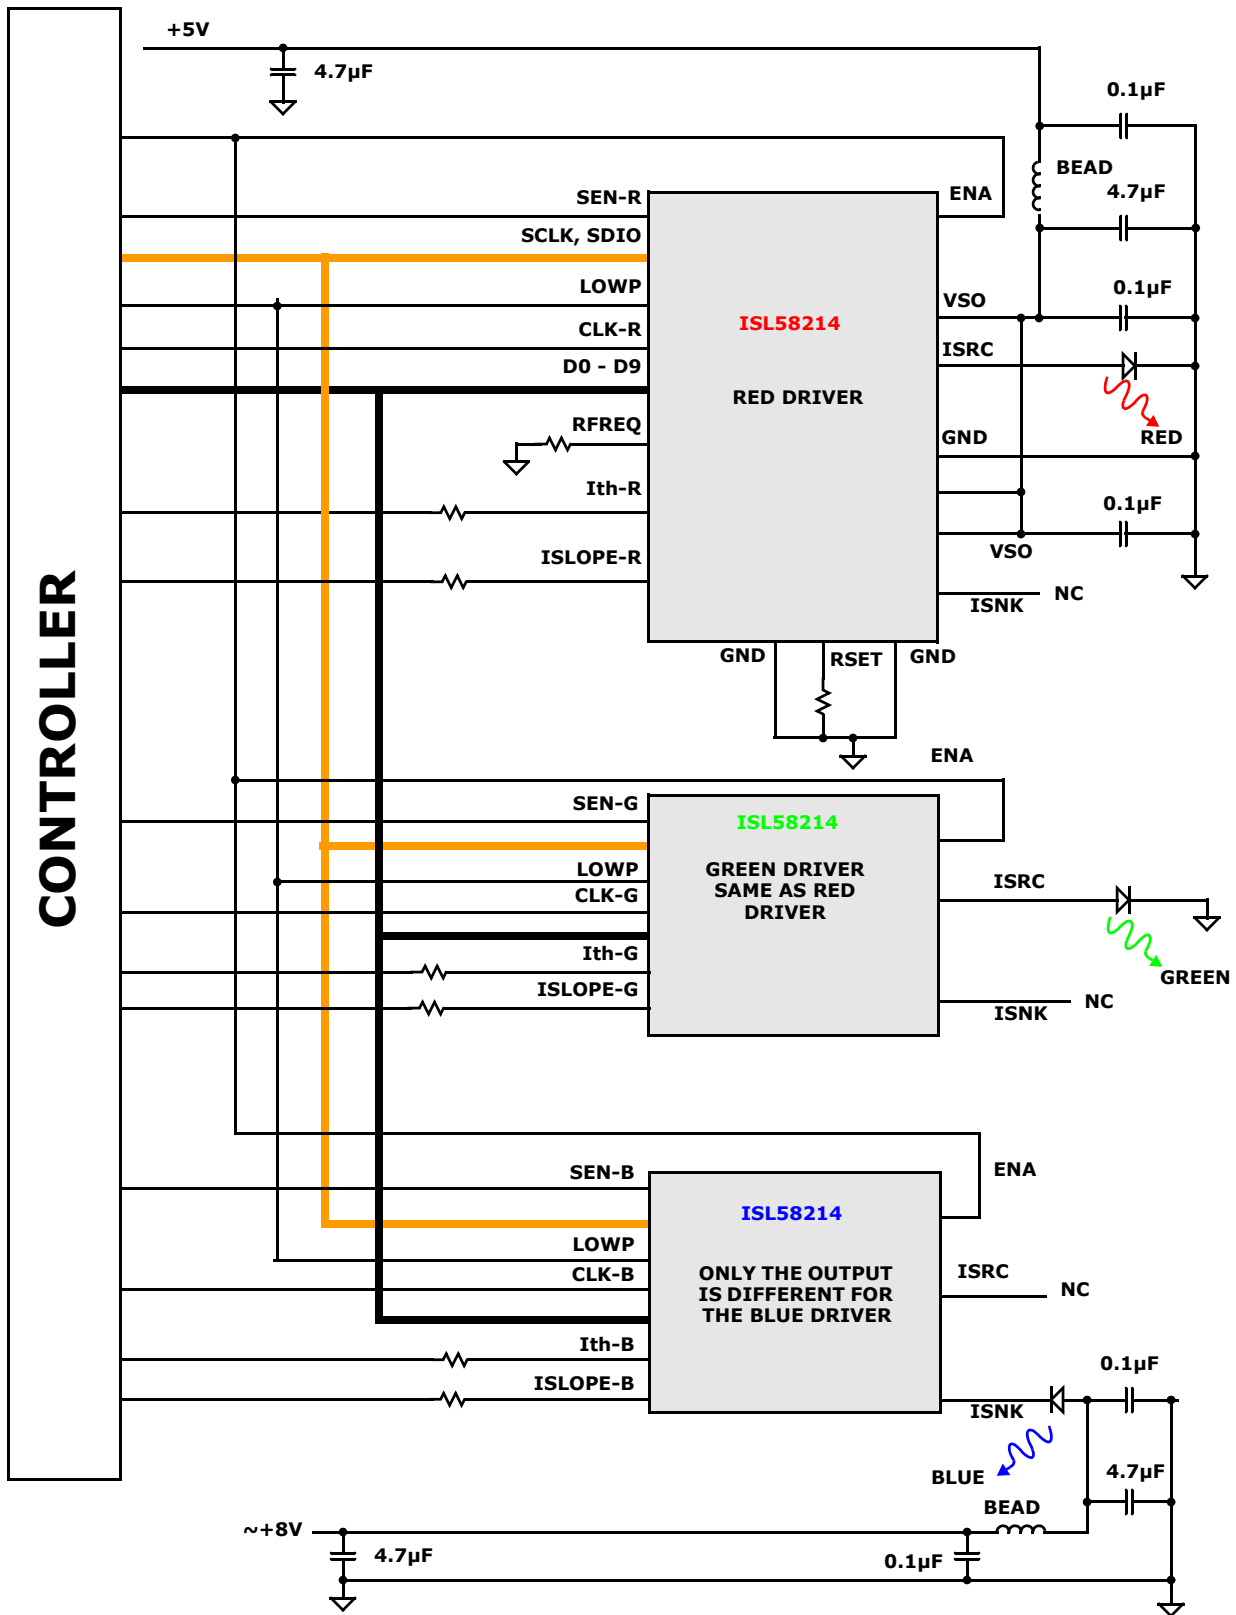 CONTROLLER
+5V
4.7µF
0.1µF
BEAD
4.7µF
0.1µF
SEN-R
SCLK, SDIO
LOWP
CLK-R
D0 - D9
RFREQ
Ith-R
ISLOPE-R
ISL58214
RED DRIVER
ENA
VSO
ISRC
RED
GND
0.1µF
VSO
ISNK
NC
GND
RSET
GND
ENA
SEN-G
LOWP
CLK-G
Ith-G
ISLOPE-G
ISL58214
GREEN DRIVER
SAME AS RED
DRIVER
ISRC
GREEN
ISNK
NC
ENA
SEN-B
LOWP
CLK-B
Ith-B
ISLOPE-B
ISL58214
ONLY THE OUTPUT
IS DIFFERENT FOR
THE BLUE DRIVER
ISRC
NC
0.1µF
ISNK
BLUE
4.7µF
BEAD
~+8V
4.7µF
0.1µF